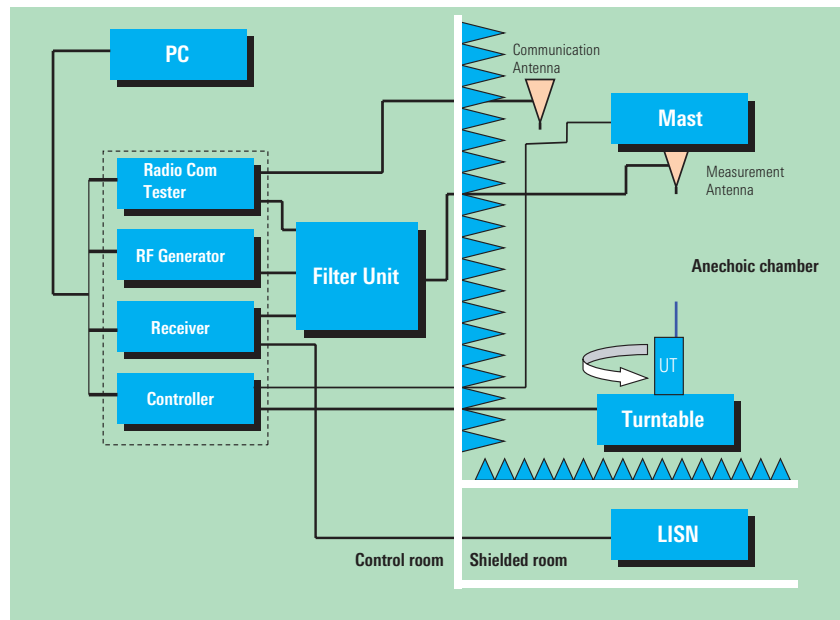 PC
Communication
Antenna
Mast
Radio Com
Tester
Measurement
Antenna
RF Generator
Filter Unit
Anechoic chamber
Receiver
UT
Controller
Turntable
LISN
Control room
Shielded room